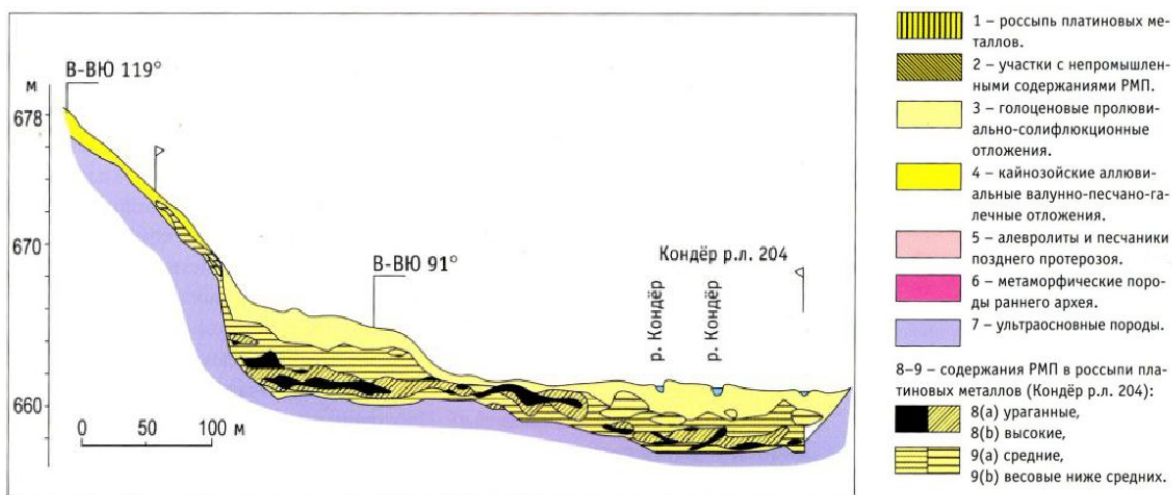 В-ВЮ 119°
м
678
670
660
0 50 100 м
В-ВЮ 91°
р. Кондёр
р. Кондёр
Кондёр р.л. 204
1 – россыпь платиновых ме-
таллов.
2 – участки с непромышлен-
ными содержаниями РМП.
3 – голоценовые пролюви-
ально-солифлюкционные
отложения.
4 – кайнозойские аллюви-
альные валунно-песчано-га-
лечные отложения.
5 – алевролиты и песчаники
позднего протерозоя.
6 – метаморфические поро-
ды раннего архея.
7 – ультраосновные породы.
8–9 – содержания РМП в россыпи пла-
тиновых металлов (Кондёр р.л. 204):
8(a) ураганные,
8(b) высокие,
9(a) средние,
9(b) весовые ниже средних.